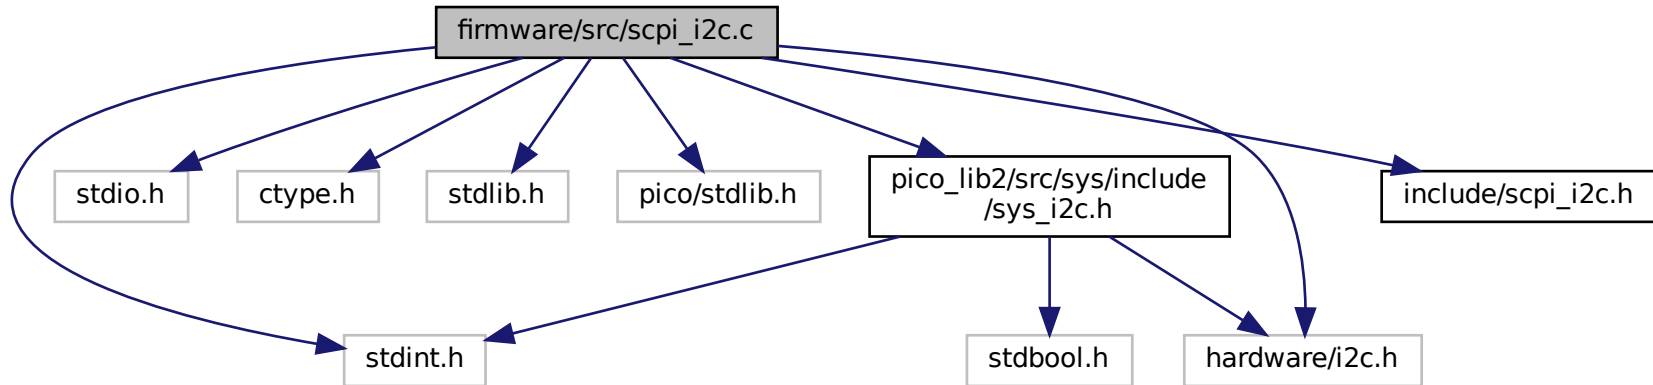 firmware/src/scpi_i2c.c
stdio.h
ctype.h
stdlib.h
pico/stdlib.h
pico_lib2/src/sys/include
/sys_i2c.h
include/scpi_i2c.h
stdint.h
stdbool.h
hardware/i2c.h